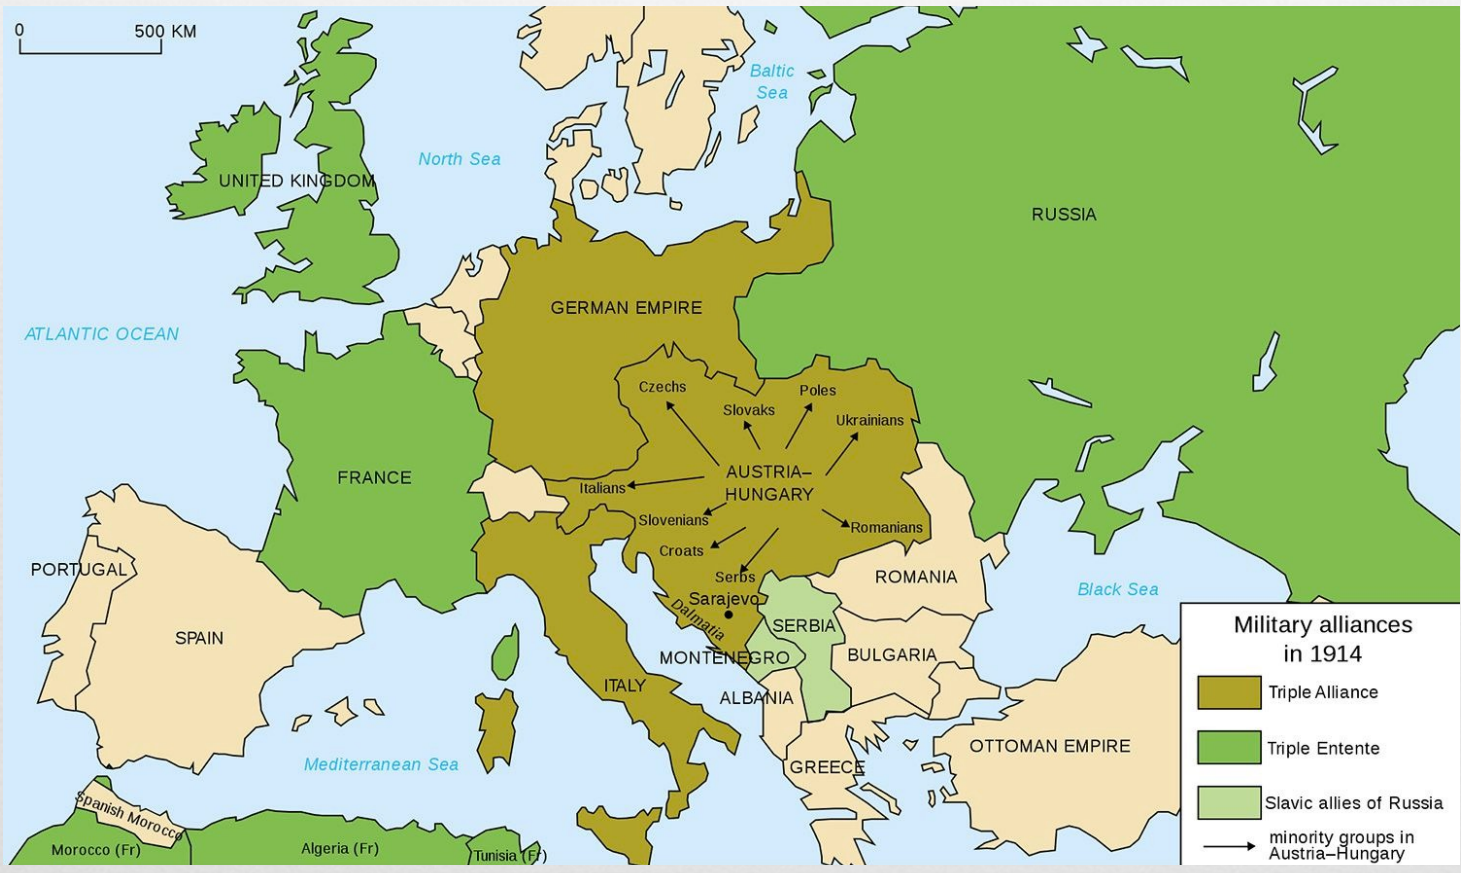 0 500 KM
Baltic
Sea
North Sea
UNITED KINGDOM
RUSSIA
GERMAN EMPIRE
ATLANTIC OCEAN
Czechs
Poles
Slovaks
Ukrainians
AUSTRIA–
HUNGARY
FRANCE
Italians
Slovenians
Romanians
Croats
Serbs
PORTUGAL
ROMANIA
Black Sea
Sarajevo
Dalmatia
SERBIA
SPAIN
MONTENEGRO
BULGARIA
ITALY
ALBANIA
OTTOMAN EMPIRE
GREECE
Mediterranean Sea
Spanish Morocco
Morocco (Fr)
Algeria (Fr)
Tunisia (Fr)
Military alliances
in 1914
Triple Alliance
Triple Entente
Slavic allies of Russia
minority groups in
Austria–Hungary